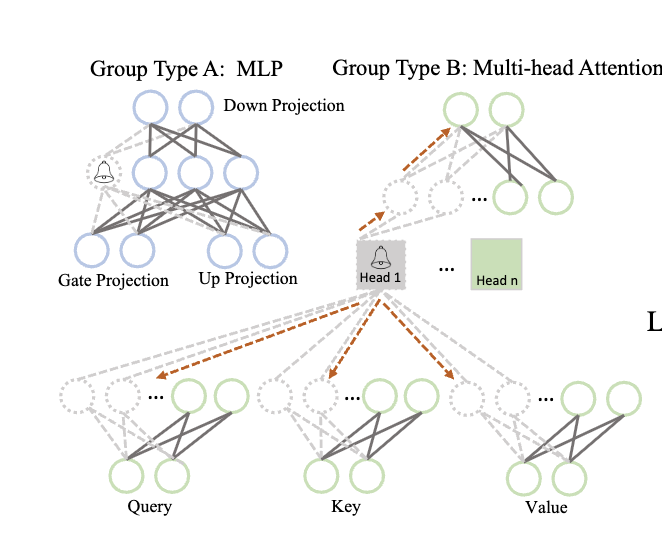 Group Type A: MLP
Group Type B: Multi-head Attention
Down Projection
Gate Projection
Up Projection
...
Head 1
...
Head n
L
...
...
...
Query
Key
Value